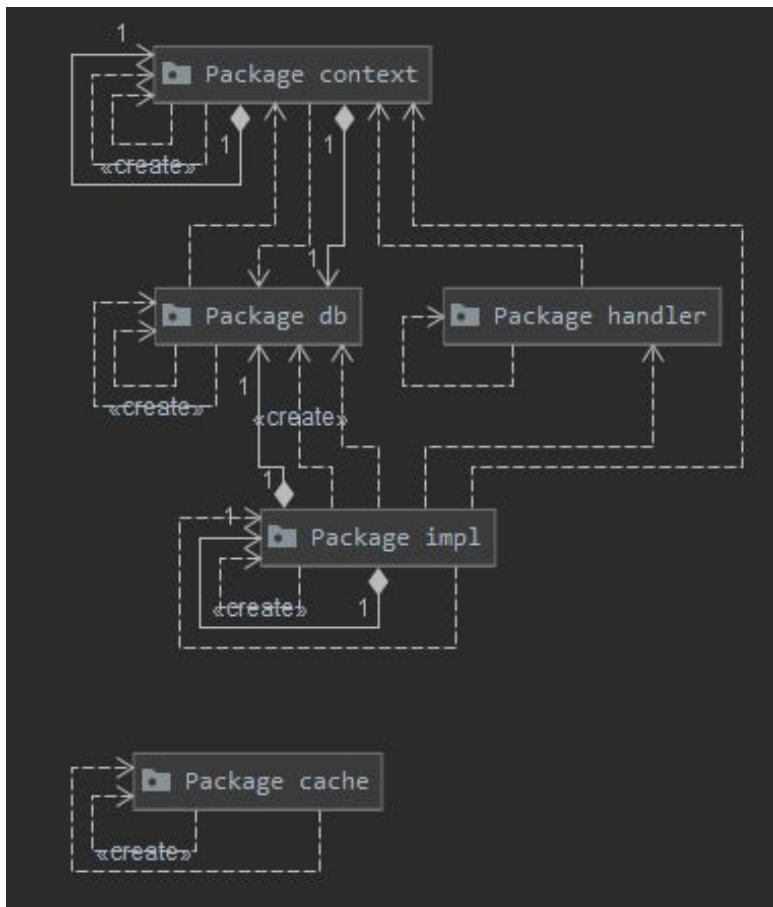 1
Package context
1
1
«create»
1
Package db
Package handler
1
«create»
«create»
1
1
Package impl
«create»
1
Package cache
«create»